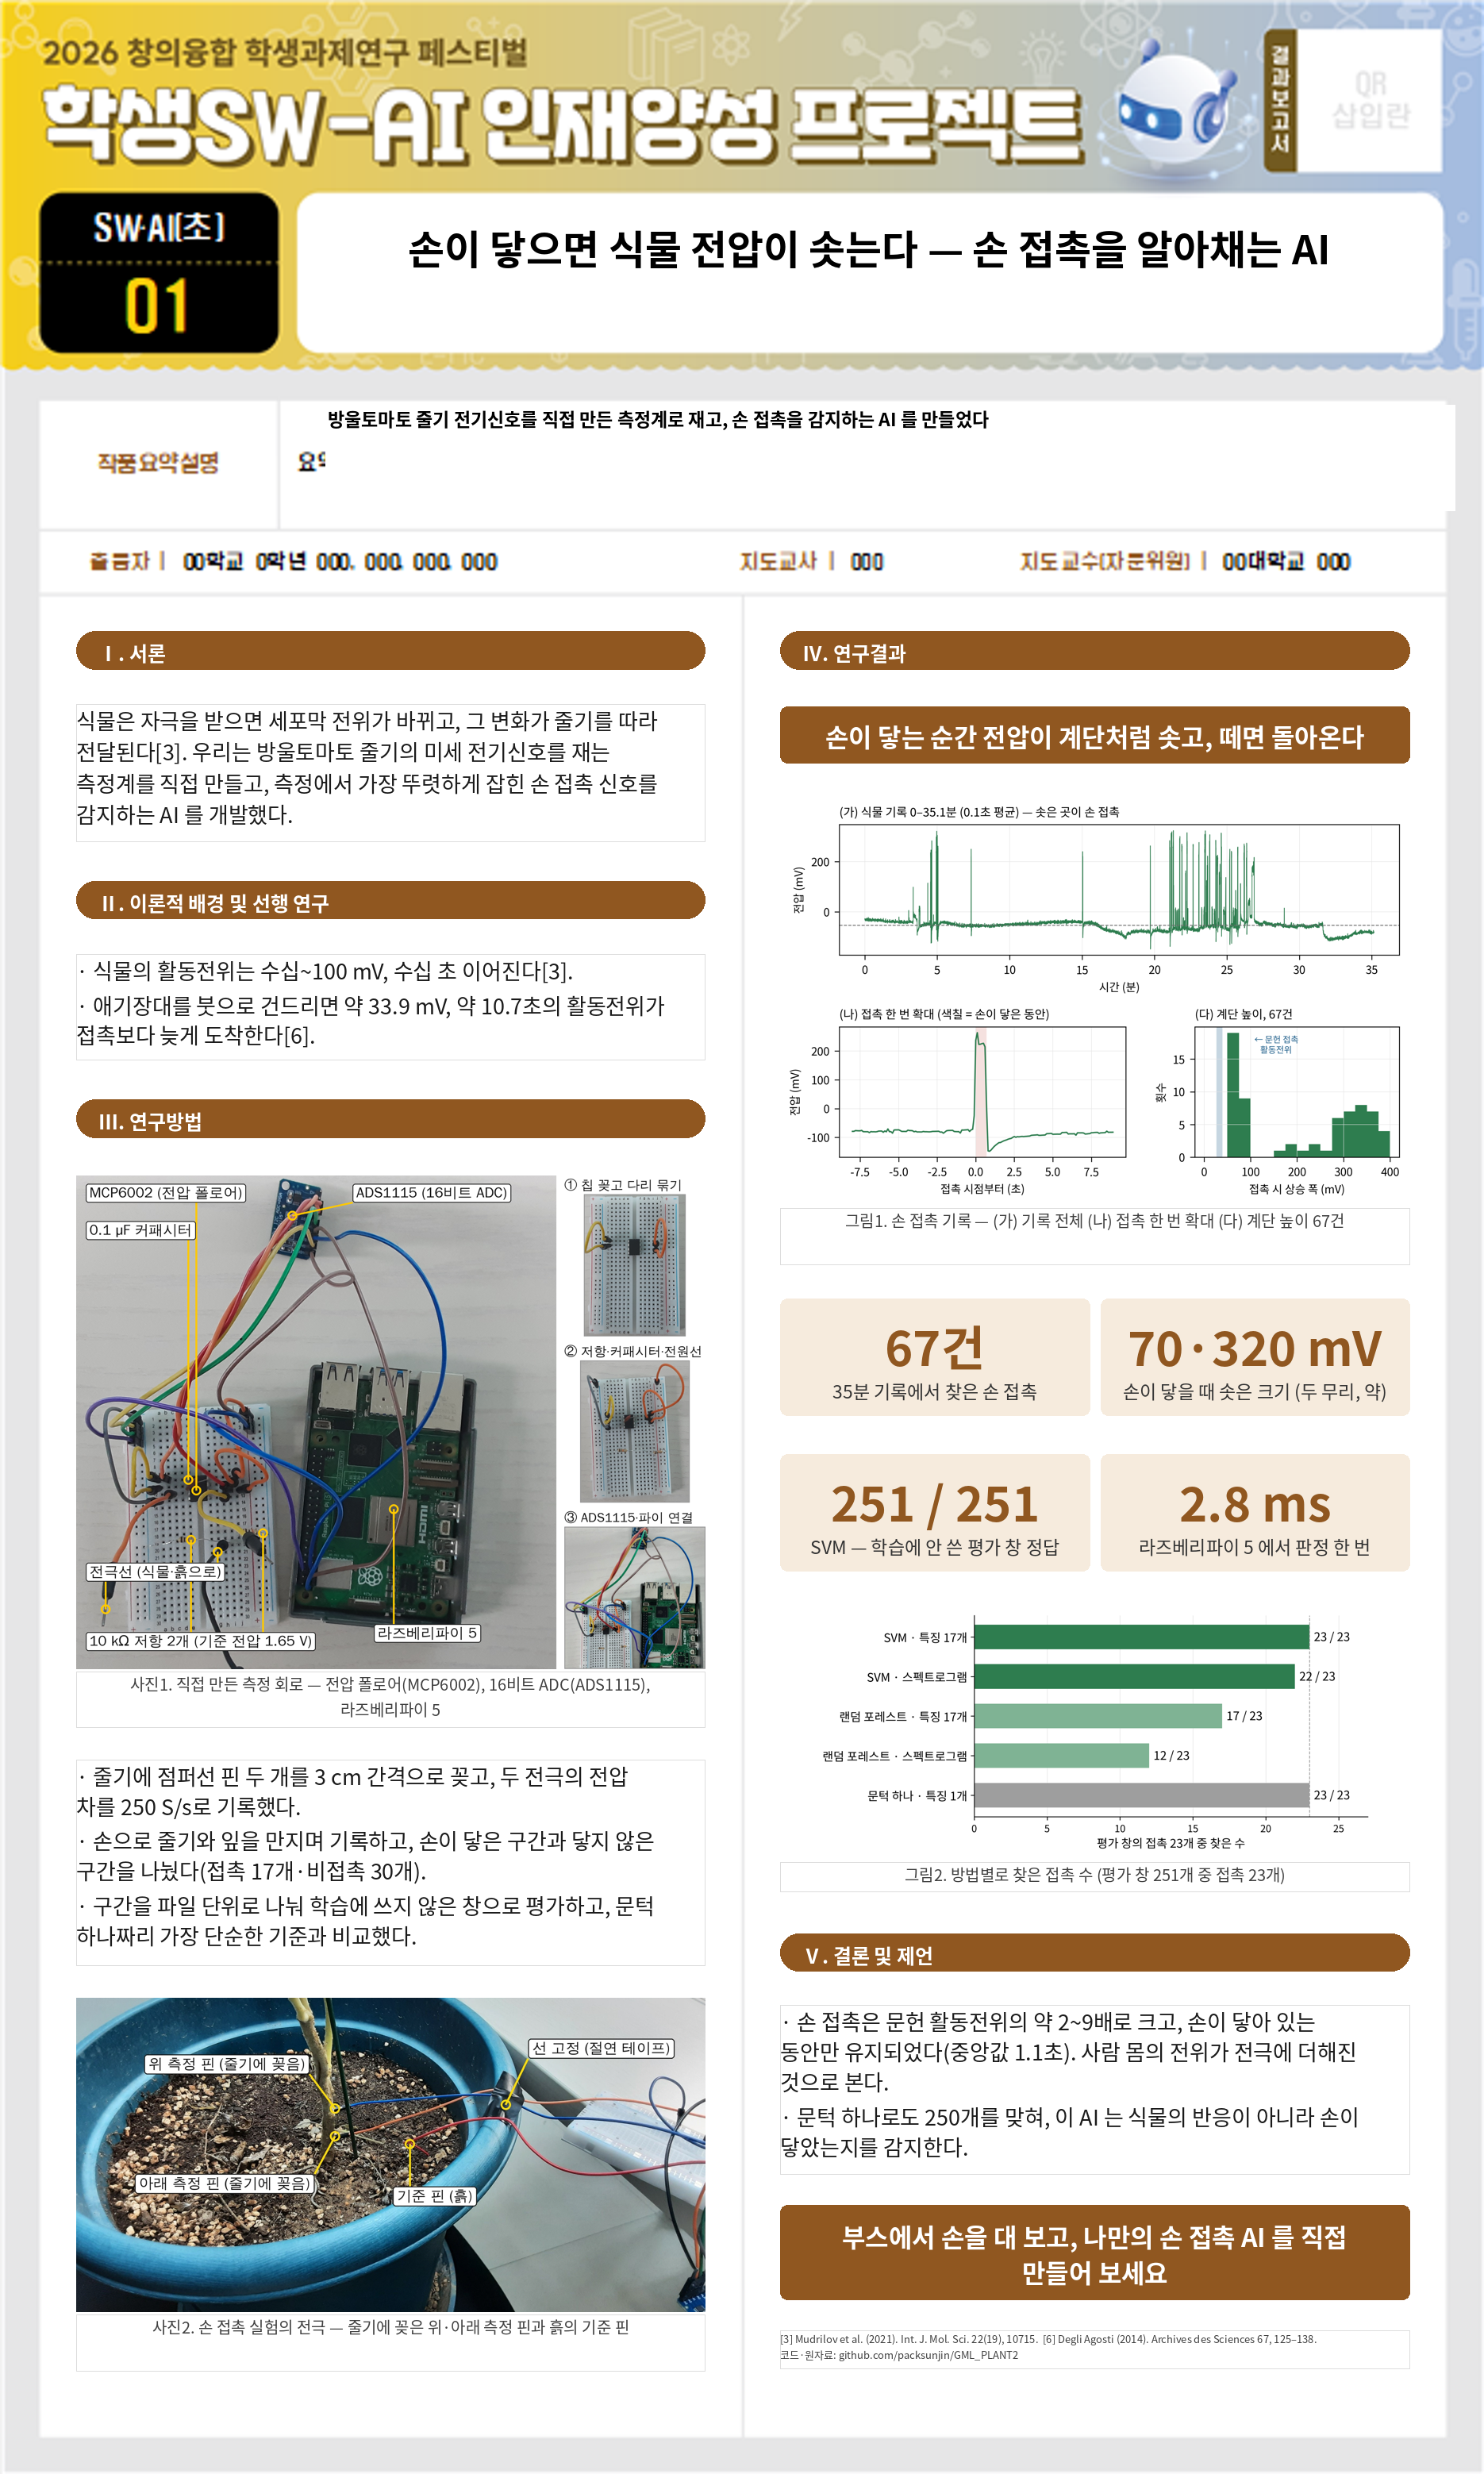 2026 창의융합 학생과제연구 페스티벌
학생SW-AI 인재양성 프로젝트
결과보고서
QR
삽입란
SW·AI(초)
01
손이 닿으면 식물 전압이 솟는다 — 손 접촉을 알아채는 AI
방울토마토 줄기 전기신호를 직접 만든 측정계로 재고, 손 접촉을 감지하는 AI 를 만들었다
작품요약설명
출품자 | 00학교 0학년 000, 000, 000, 000
지도교사 | 000
지도교수(자문위원) | 00대학교 000
Ⅰ. 서론
식물은 자극을 받으면 세포막 전위가 바뀌고, 그 변화가 줄기를 따라
전달된다[3]. 우리는 방울토마토 줄기의 미세 전기신호를 재는
측정계를 직접 만들고, 측정에서 가장 뚜렷하게 잡힌 손 접촉 신호를
감지하는 AI 를 개발했다.
Ⅱ. 이론적 배경 및 선행 연구
· 식물의 활동전위는 수십~100 mV, 수십 초 이어진다[3].
· 애기장대를 붓으로 건드리면 약 33.9 mV, 약 10.7초의 활동전위가
접촉보다 늦게 도착한다[6].
Ⅲ. 연구방법
MCP6002 (전압 폴로어)
ADS1115 (16비트 ADC)
0.1 µF 커패시터
전극선 (식물·흙으로)
10 kΩ 저항 2개 (기준 전압 1.65 V)
라즈베리파이 5
① 칩 꽂고 다리 묶기
② 저항·커패시터·전원선
③ ADS1115·파이 연결
HDMI
사진1. 직접 만든 측정 회로 — 전압 폴로어(MCP6002), 16비트 ADC(ADS1115),
라즈베리파이 5
· 줄기에 점퍼선 핀 두 개를 3 cm 간격으로 꽂고, 두 전극의 전압
차를 250 S/s로 기록했다.
· 손으로 줄기와 잎을 만지며 기록하고, 손이 닿은 구간과 닿지 않은
구간을 나눴다(접촉 17개·비접촉 30개).
· 구간을 파일 단위로 나눠 학습에 쓰지 않은 창으로 평가하고, 문턱
하나짜리 가장 단순한 기준과 비교했다.
위 측정 핀 (줄기에 꽂음)
선 고정 (절연 테이프)
아래 측정 핀 (줄기에 꽂음)
기준 핀 (흙)
사진2. 손 접촉 실험의 전극 — 줄기에 꽂은 위·아래 측정 핀과 흙의 기준 핀
Ⅳ. 연구결과
손이 닿는 순간 전압이 계단처럼 솟고, 떼면 돌아온다
(가) 식물 기록 0–35.1분 (0.1초 평균) — 솟은 곳이 손 접촉
전압 (mV)
200
0
0 5 10 15 20 25 30 35
시간 (분)
(나) 접촉 한 번 확대 (색칠 = 손이 닿은 동안)
전압 (mV)
200
100
0
-100
-7.5 -5.0 -2.5 0.0 2.5 5.0 7.5
접촉 시점부터 (초)
(다) 계단 높이, 67건
← 문헌 접촉
활동전위
횟수
15
10
5
0
0 100 200 300 400
접촉 시 상승 폭 (mV)
그림1. 손 접촉 기록 — (가) 기록 전체 (나) 접촉 한 번 확대 (다) 계단 높이 67건
67건
35분 기록에서 찾은 손 접촉
70·320 mV
손이 닿을 때 솟은 크기 (두 무리, 약)
251 / 251
SVM — 학습에 안 쓴 평가 창 정답
2.8 ms
라즈베리파이 5 에서 판정 한 번
SVM · 특징 17개 23 / 23
SVM · 스펙트로그램 22 / 23
랜덤 포레스트 · 특징 17개 17 / 23
랜덤 포레스트 · 스펙트로그램 12 / 23
문턱 하나 · 특징 1개 23 / 23
0 5 10 15 20 25
평가 창의 접촉 23개 중 찾은 수
그림2. 방법별로 찾은 접촉 수 (평가 창 251개 중 접촉 23개)
Ⅴ. 결론 및 제언
· 손 접촉은 문헌 활동전위의 약 2~9배로 크고, 손이 닿아 있는
동안만 유지되었다(중앙값 1.1초). 사람 몸의 전위가 전극에 더해진
것으로 본다.
· 문턱 하나로도 250개를 맞혀, 이 AI 는 식물의 반응이 아니라 손이
닿았는지를 감지한다.
부스에서 손을 대 보고, 나만의 손 접촉 AI 를 직접
만들어 보세요
[3] Mudrilov et al. (2021). Int. J. Mol. Sci. 22(19), 10715. [6] Degli Agosti (2014). Archives des Sciences 67, 125–138.
코드·원자료: github.com/packsunjin/GML_PLANT2